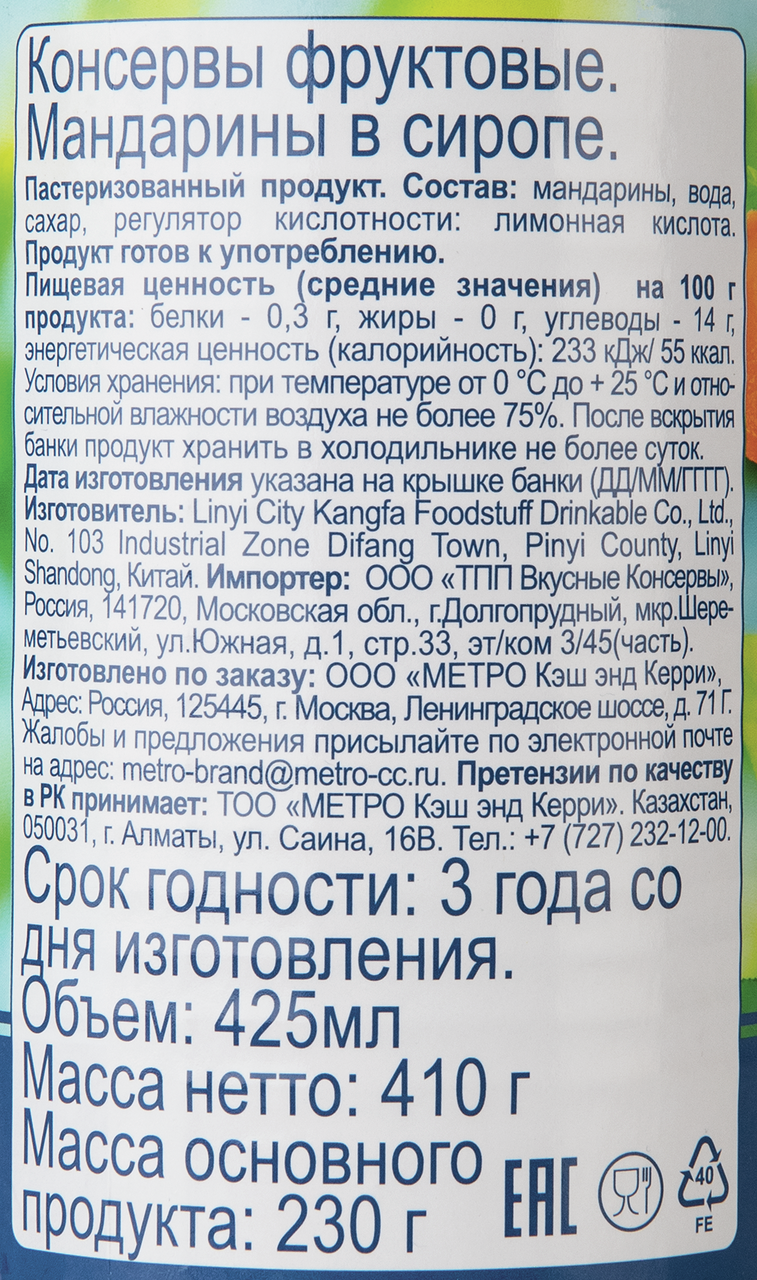 Консервы фруктовые.
Мандарины в сиропе.
Пастеризованный продукт. Состав: мандарины, вода,
сахар, регулятор кислотности: лимонная кислота.
Продукт готов к употреблению.
Пищевая ценность (средние значения) на 100 г
продукта: белки - 0,3 г, жиры - 0 г, углеводы - 14 г,
энергетическая ценность (калорийность): 233 кДж/ 55 ккал.
Условия хранения: при температуре от 0 °С до + 25 °С и отно-
сительной влажности воздуха не более 75%. После вскрытия
банки продукт хранить в холодильнике не более суток.
Дата изготовления указана на крышке банки (ДД/ММ/ГГГГ).
Изготовитель: Linyi City Kangfa Foodstuff Drinkable Co., Ltd.,
No. 103 Industrial Zone Difang Town, Pinyi County, Linyi
Shandong, Китай. Импортер: ООО «ТПП Вкусные Консервы»,
Россия, 141720, Московская обл., г.Долгопрудный, мкр.Шере-
метьевский, ул.Южная, д.1, стр.33, эт/ком 3/45(часть).
Изготовлено по заказу: ООО «МЕТРО Кэш энд Керри»,
Адрес: Россия, 125445, г. Москва, Ленинградское шоссе, д. 71 Г.
Жалобы и предложения присылайте по электронной почте
на адрес: metro-brand@metro-cc.ru. Претензии по качеству
в РК принимает: ТОО «МЕТРО Кэш энд Керри». Казахстан,
050031, г. Алматы, ул. Саина, 16В. Тел.: +7 (727) 232-12-00.
Срок годности: 3 года со
дня изготовления.
Объем: 425мл
Масса нетто: 410 г
Масса основного
продукта: 230 г
EAC
40
FE